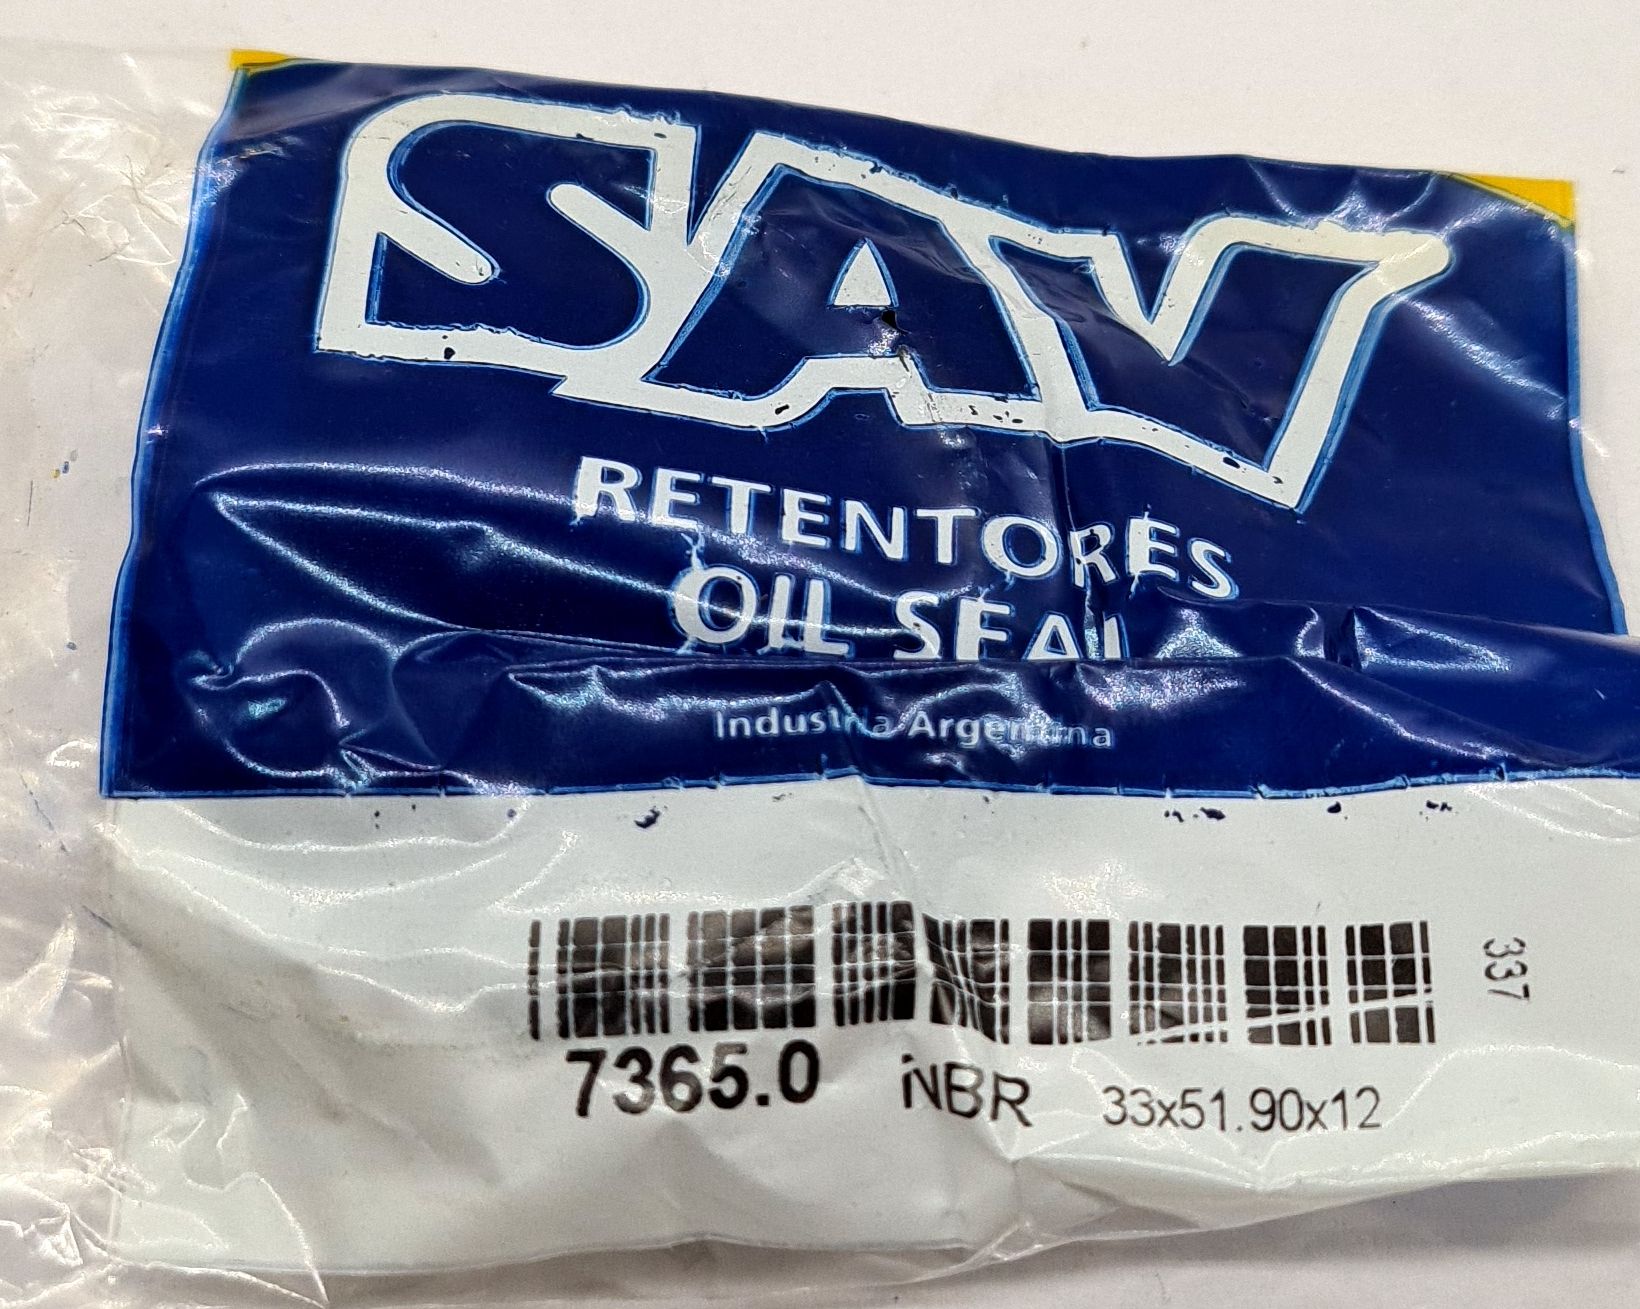 SAV
RETENTORES
OIL SEAL
Industria Argentina
337
7365.0 NBR 33x51.90x12